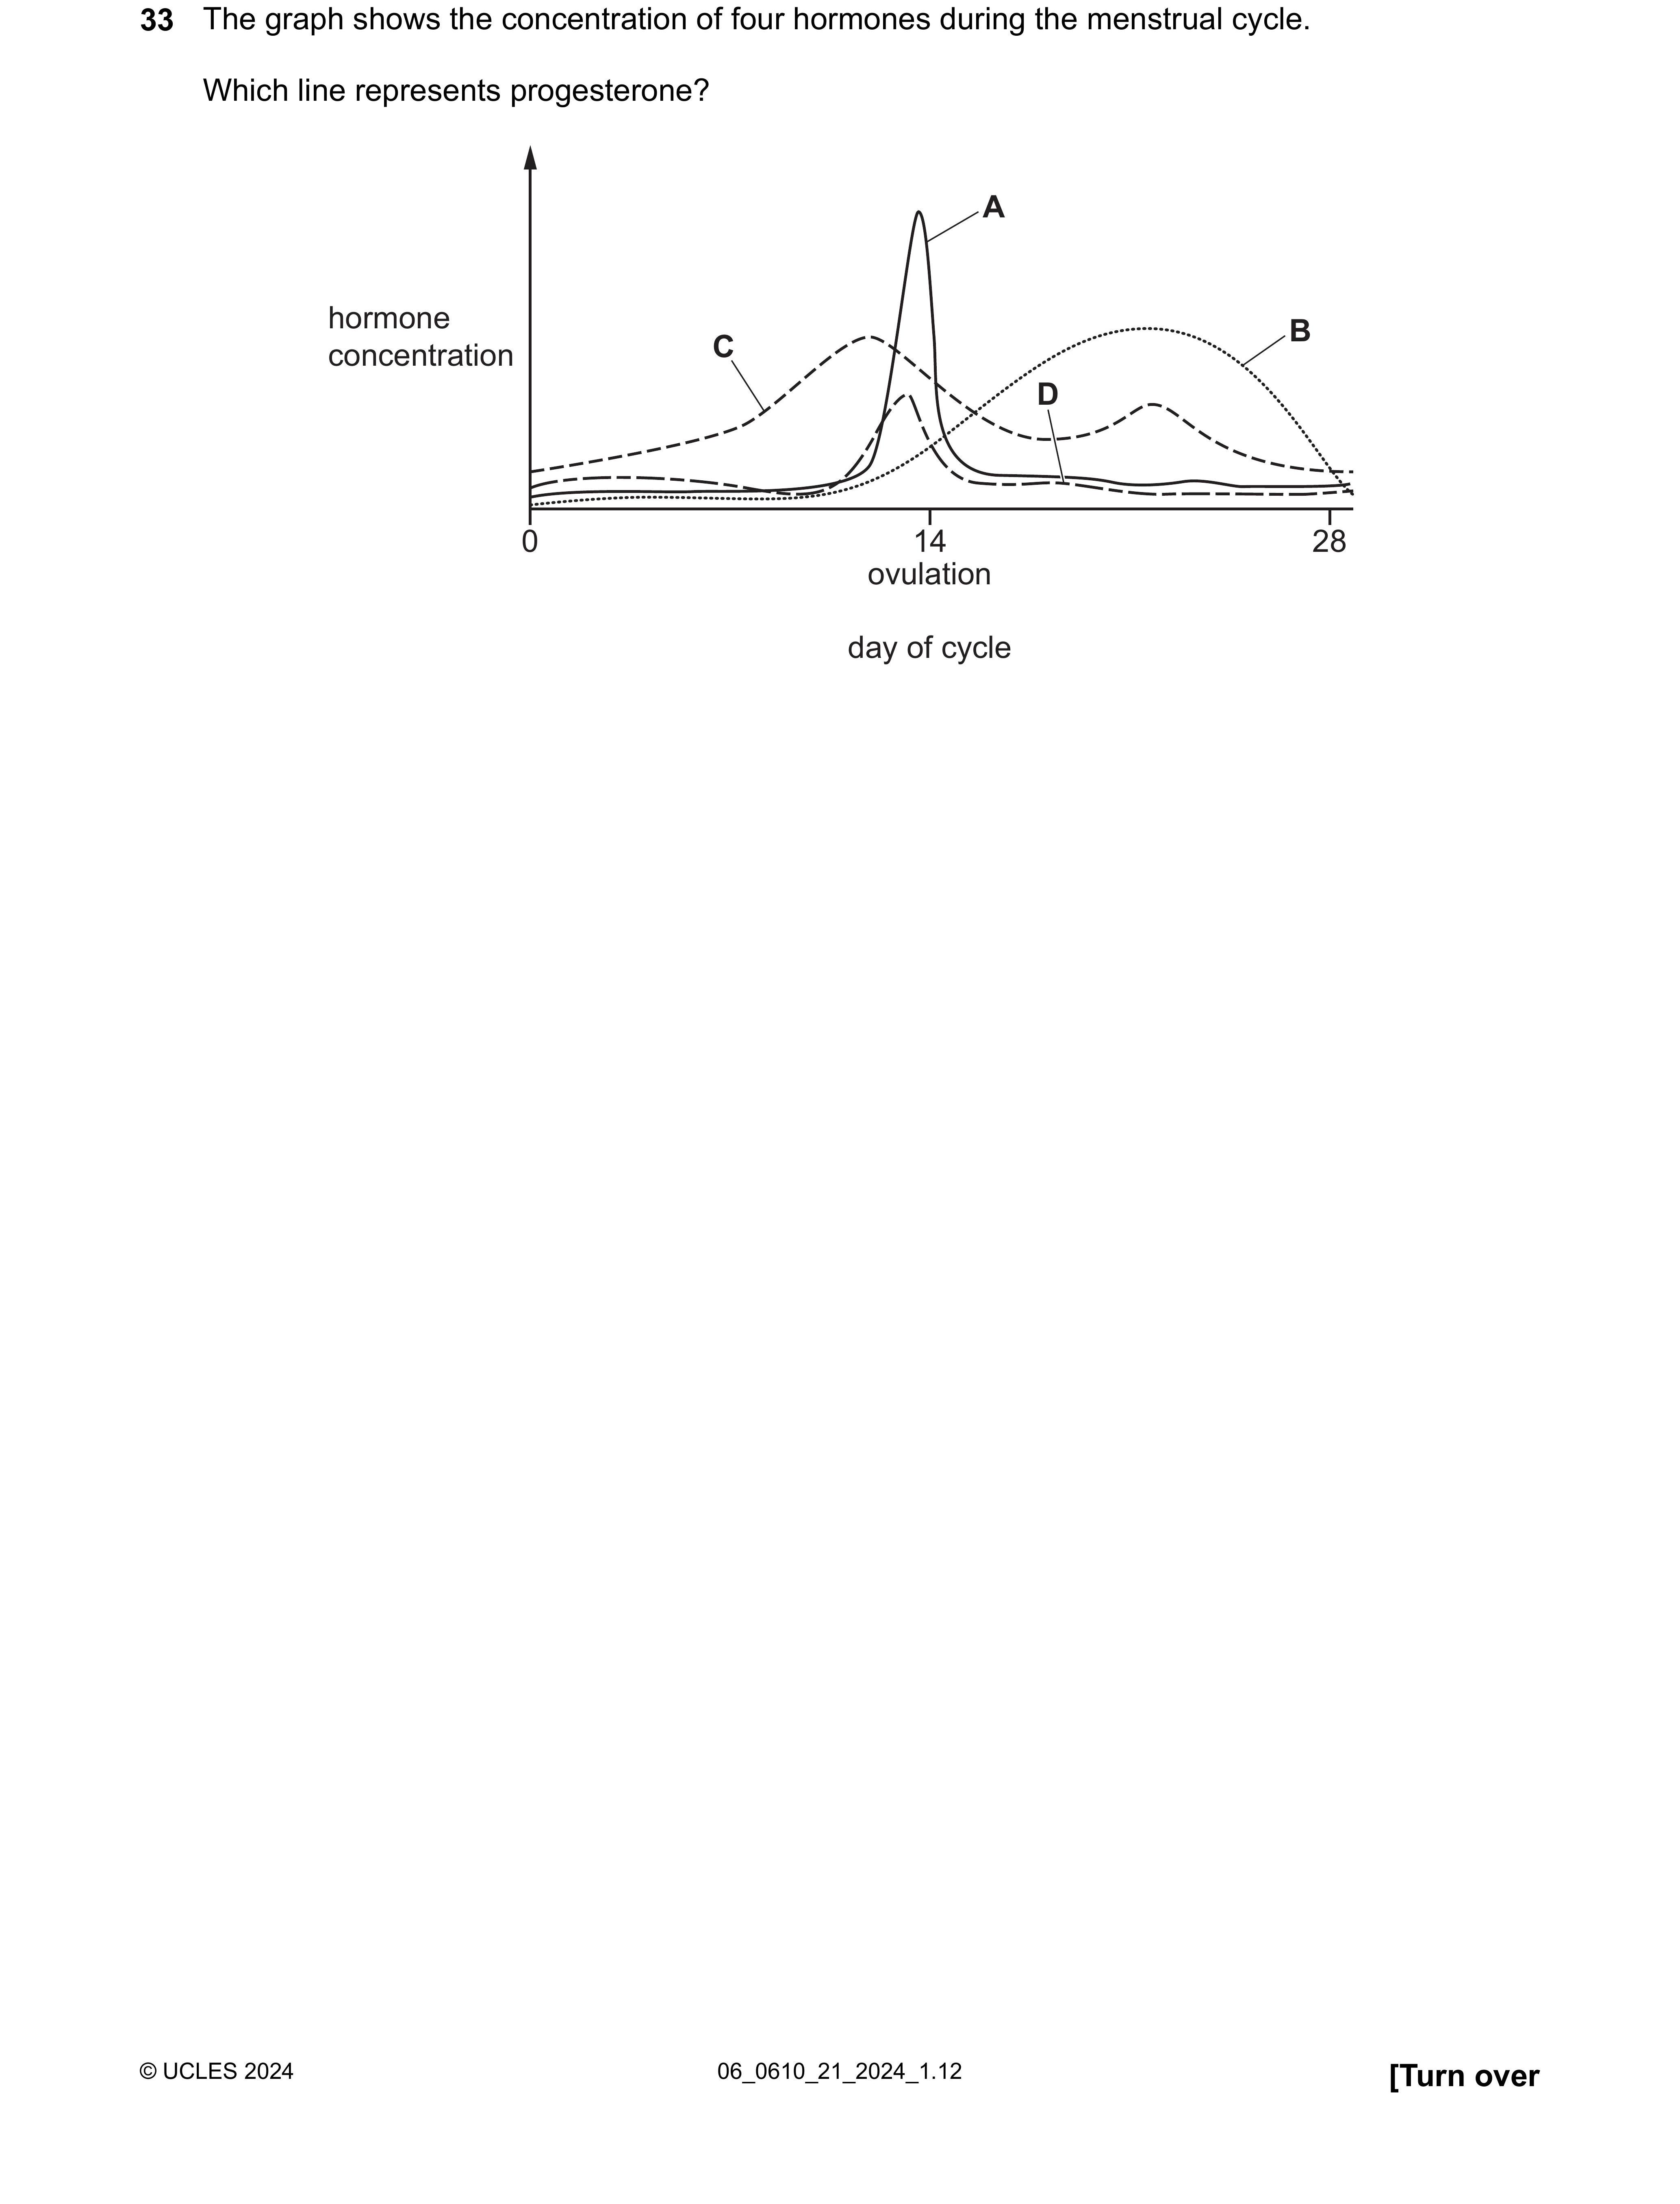 33 The graph shows the concentration of four hormones during the menstrual cycle.
Which line represents progesterone?
A
B
C
D
hormone
concentration
0
14
28
ovulation
day of cycle
© UCLES 2024
06_0610_21_2024_1.12
[Turn over